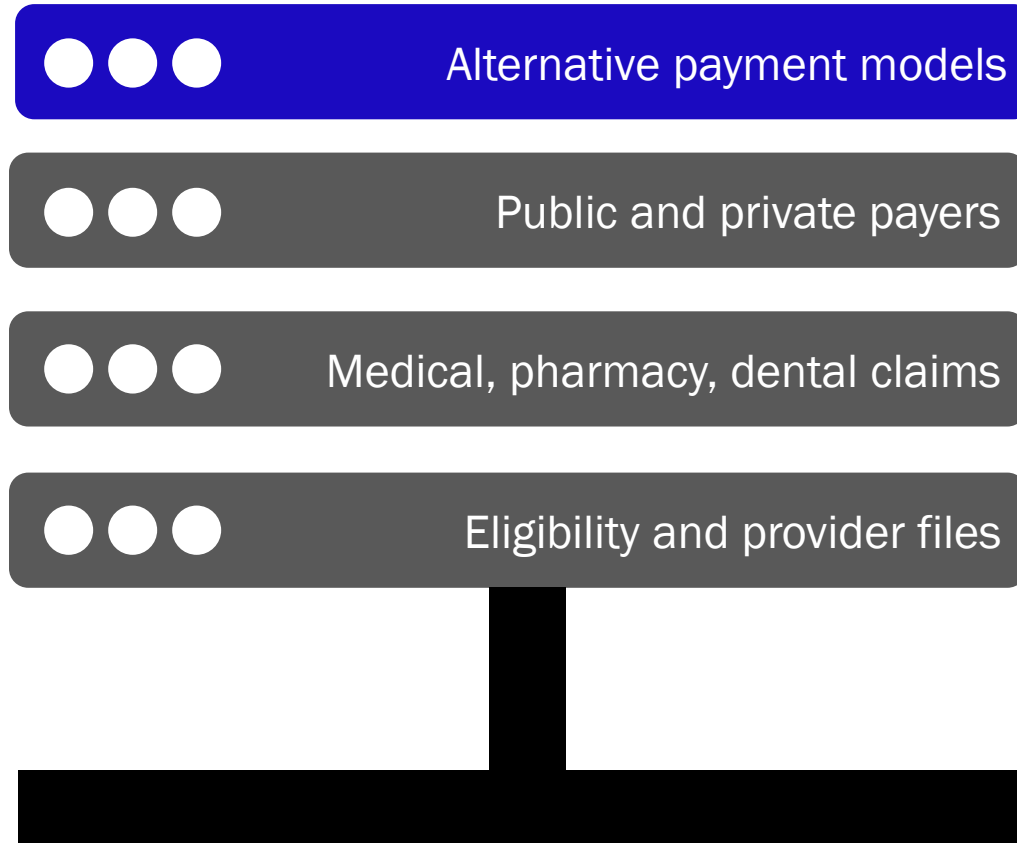 Alternative payment models
Public and private payers
Medical, pharmacy, dental claims
Eligibility and provider files